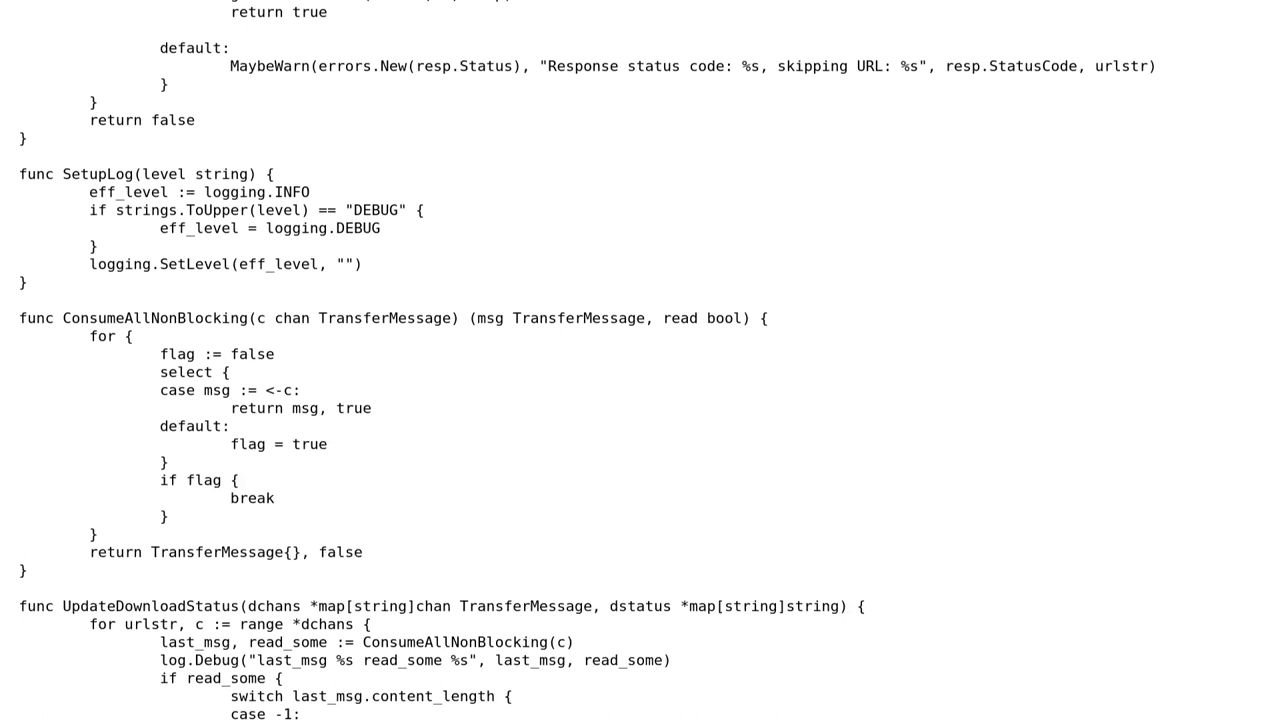 return true

default:
MaybeWarn(errors.New(resp.Status), "Response status code: %s, skipping URL: %s", resp.StatusCode, urlstr)
}
}
return false
}

func SetupLog(level string) {
eff_level := logging.INFO
if strings.ToUpper(level) == "DEBUG" {
eff_level = logging.DEBUG
}
logging.SetLevel(eff_level, "")
}

func ConsumeAllNonBlocking(c chan TransferMessage) (msg TransferMessage, read bool) {
for {
flag := false
select {
case msg := <-c:
return msg, true
default:
flag = true
}
if flag {
break
}
}
return TransferMessage{}, false
}

func UpdateDownloadStatus(dchans *map[string]chan TransferMessage, dstatus *map[string]string) {
for urlstr, c := range *dchans {
last_msg, read_some := ConsumeAllNonBlocking(c)
log.Debug("last_msg %s read_some %s", last_msg, read_some)
if read_some {
switch last_msg.content_length {
case -1: